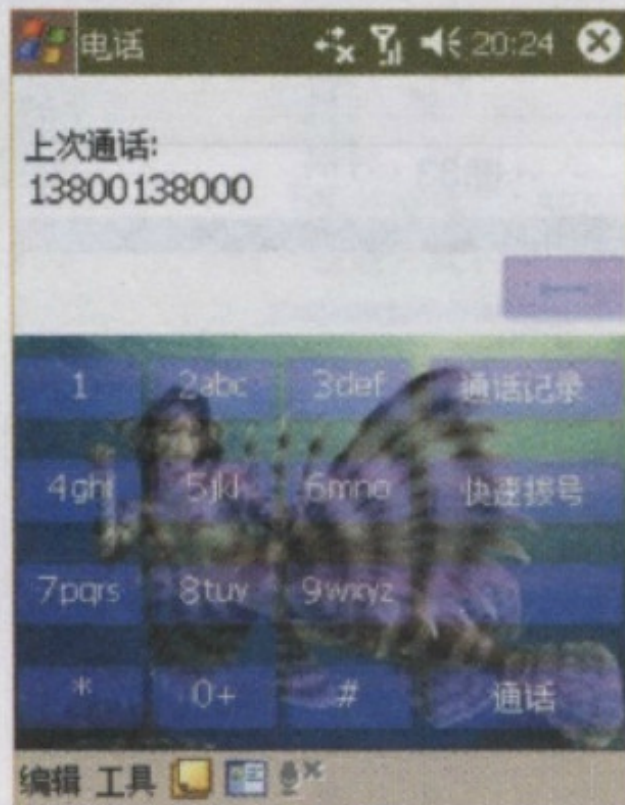 电话 20:24
上次通话:
13800138000
1 2abc 3def 通话记录
4ghi 5jkl 6mno 快速拨号
7pqrs 8tuv 9wxyz
* 0+ # 通话
编辑 工具